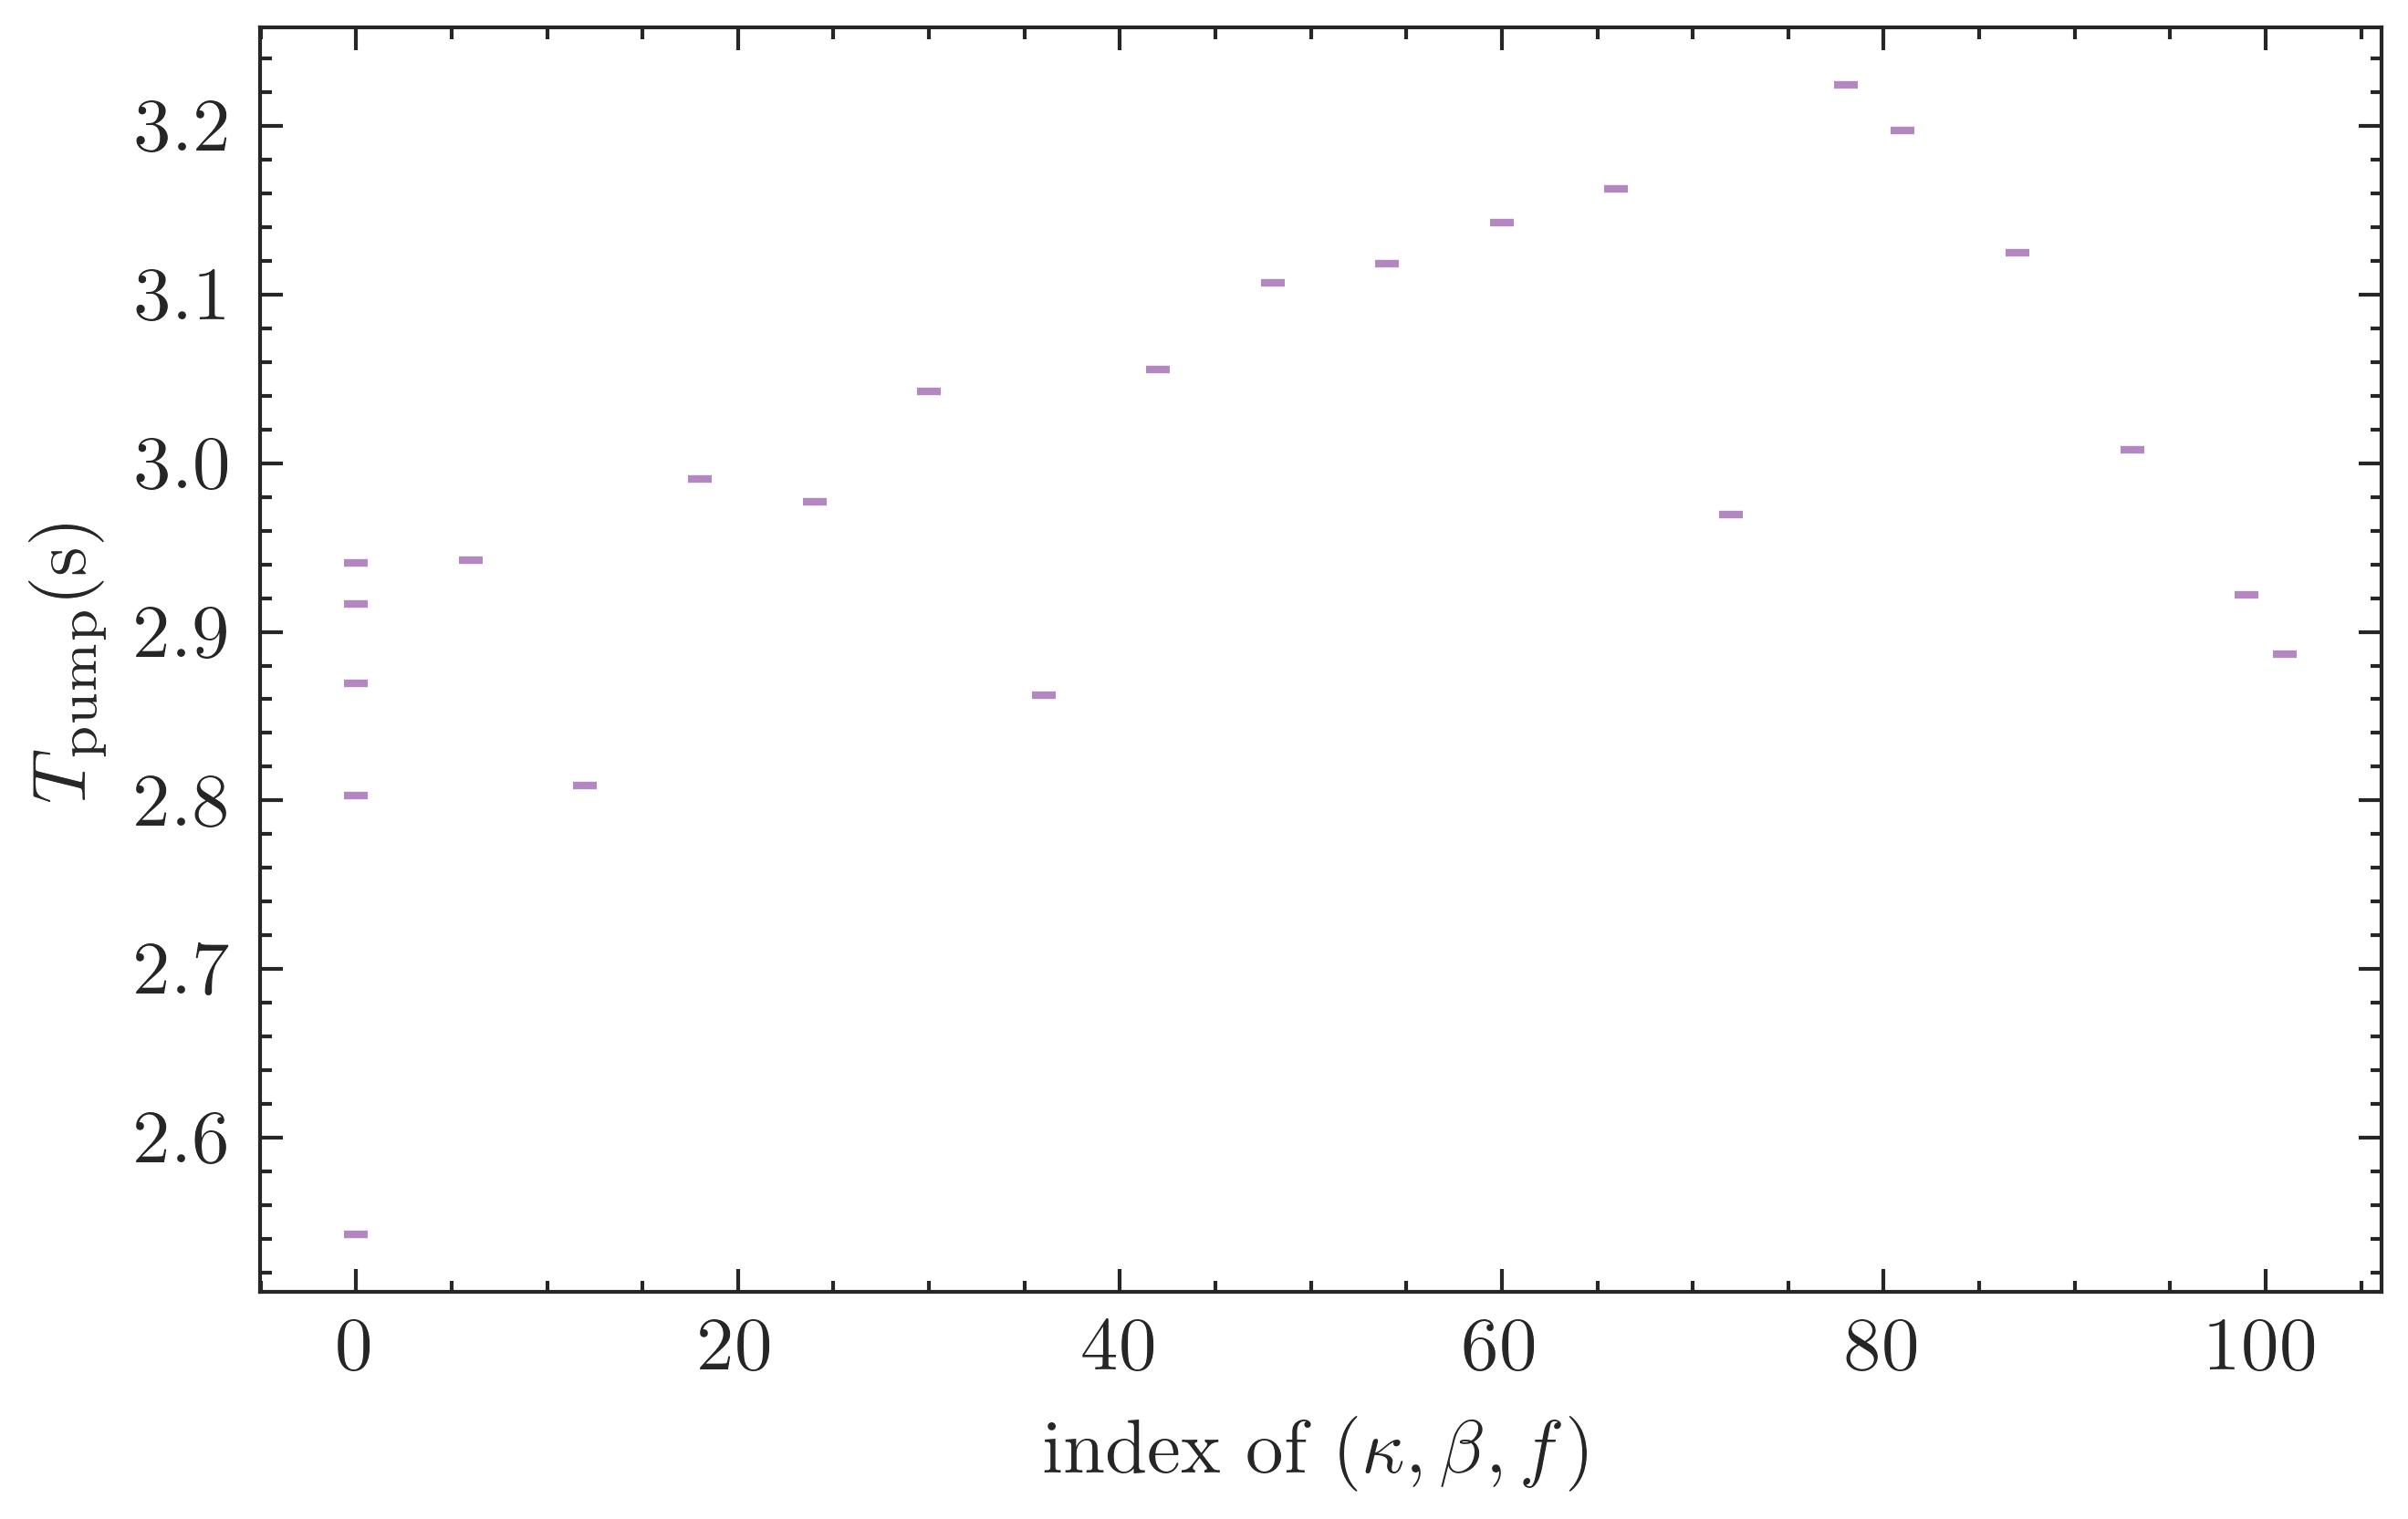 3.2
3.1
3.0
2.9
2.8
2.7
2.6
T_pump(s)
0 20 40 60 80 100
index of (κ, β, f)